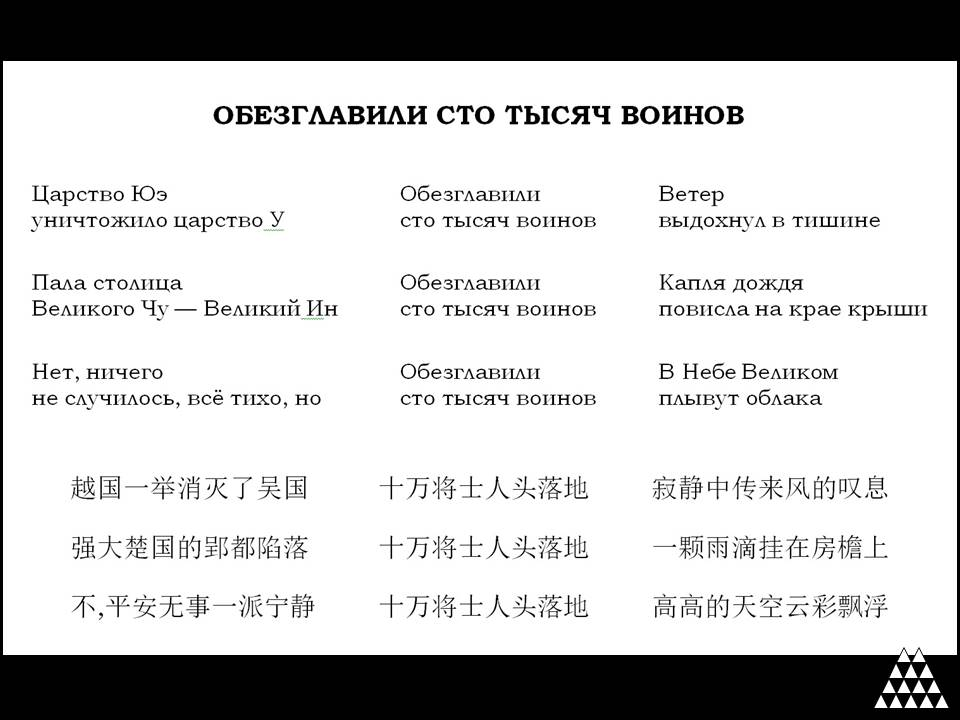 ОБЕЗГЛАВИЛИ СТО ТЫСЯЧ ВОИНОВ
Царство Юэ
уничтожило царство У
Обезглавили
сто тысяч воинов
Ветер
выдохнул в тишине
Пала столица
Великого Чу — Великий Ин
Обезглавили
сто тысяч воинов
Капля дождя
повисла на крае крыши
Нет, ничего
не случилось, всё тихо, но
Обезглавили
сто тысяч воинов
В Небе Великом
плывут облака
越国一举消灭了吴国 十万将士人头落地 寂静中传来风的叹息
强大楚国的郢都陷落 十万将士人头落地 一颗雨滴挂在房檐上
不,平安无事一派宁静 十万将士人头落地 高高的天空云彩飘浮